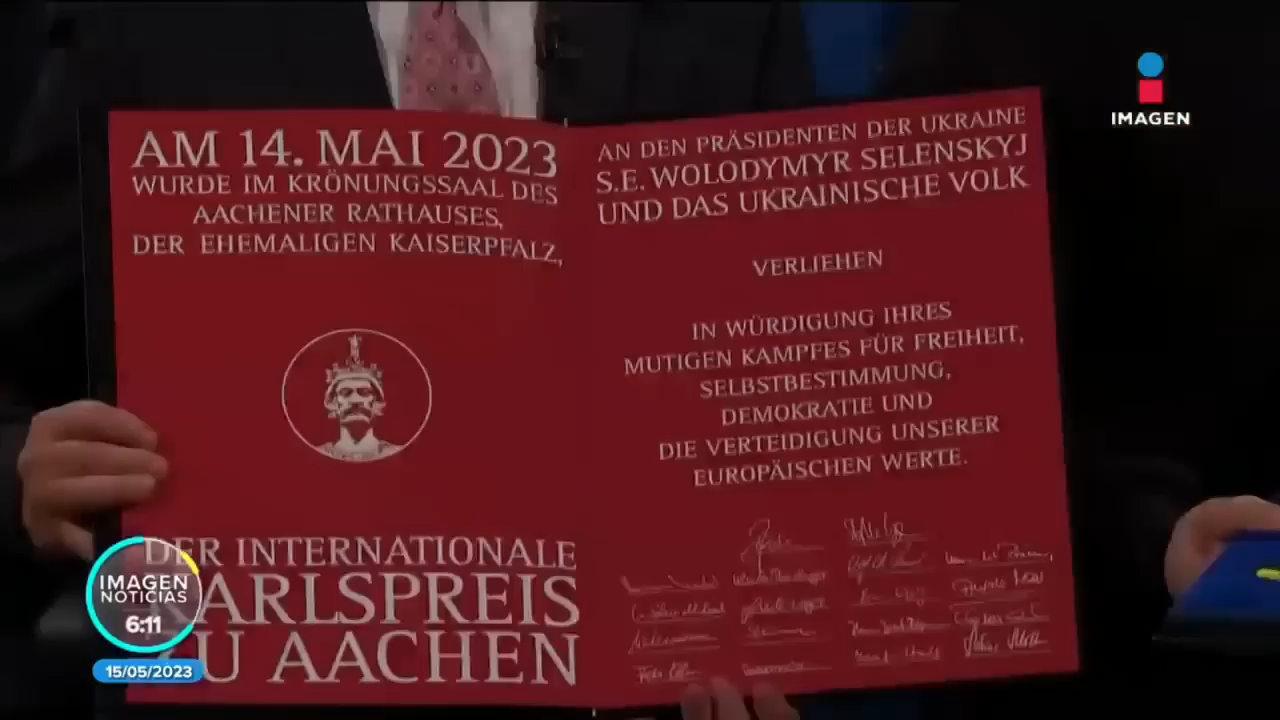 AM 14. MAI 2023
WURDE IM KRÖNUNGSSAAL DES
AACHENER RATHAUSES,
DER EHEMALIGEN KAISERPFALZ,
DER INTERNATIONALE
KARLSPREIS
ZU AACHEN
AN DEN PRÄSIDENTEN DER UKRAINE
S.E. WOLODYMYR SELENSKYJ
UND DAS UKRAINISCHE VOLK
VERLIEHEN
IN WÜRDIGUNG IHRES
MUTIGEN KAMPFES FÜR FREIHEIT,
SELBSTBESTIMMUNG,
DEMOKRATIE UND
DIE VERTEIDIGUNG UNSERER
EUROPÄISCHEN WERTE.
IMAGEN
IMAGEN
NOTICIAS
6:11
15/05/2023